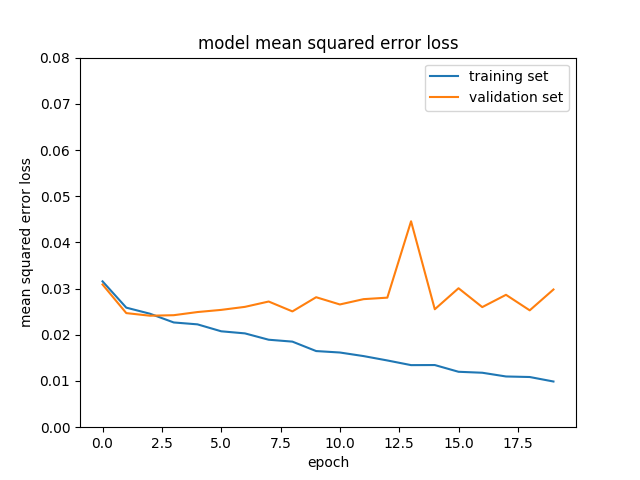 model mean squared error loss
training set
validation set
0.08
0.07
0.06
0.05
0.04
0.03
0.02
0.01
0.00
mean squared error loss
0.0 2.5 5.0 7.5 10.0 12.5 15.0 17.5
epoch